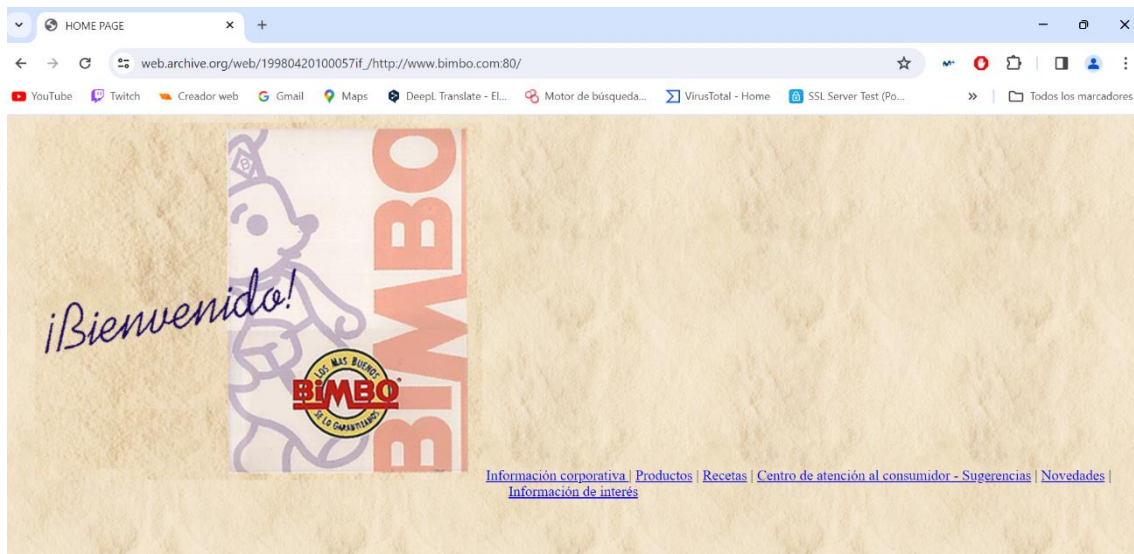 HOME PAGE
web.archive.org/web/19980420100057if_/http://www.bimbo.com:80/
YouTube Twitch Creador web Gmail Maps DeepL Translate - El... Motor de búsqueda... VirusTotal - Home SSL Server Test (Po... » Todos los marcadores
B
BIMBO
¡Bienvenido!
LOS MAS BUENOS
BIMBO
SE LO GARANTIZAMOS
Información corporativa | Productos | Recetas | Centro de atención al consumidor - Sugerencias | Novedades |
Información de interés